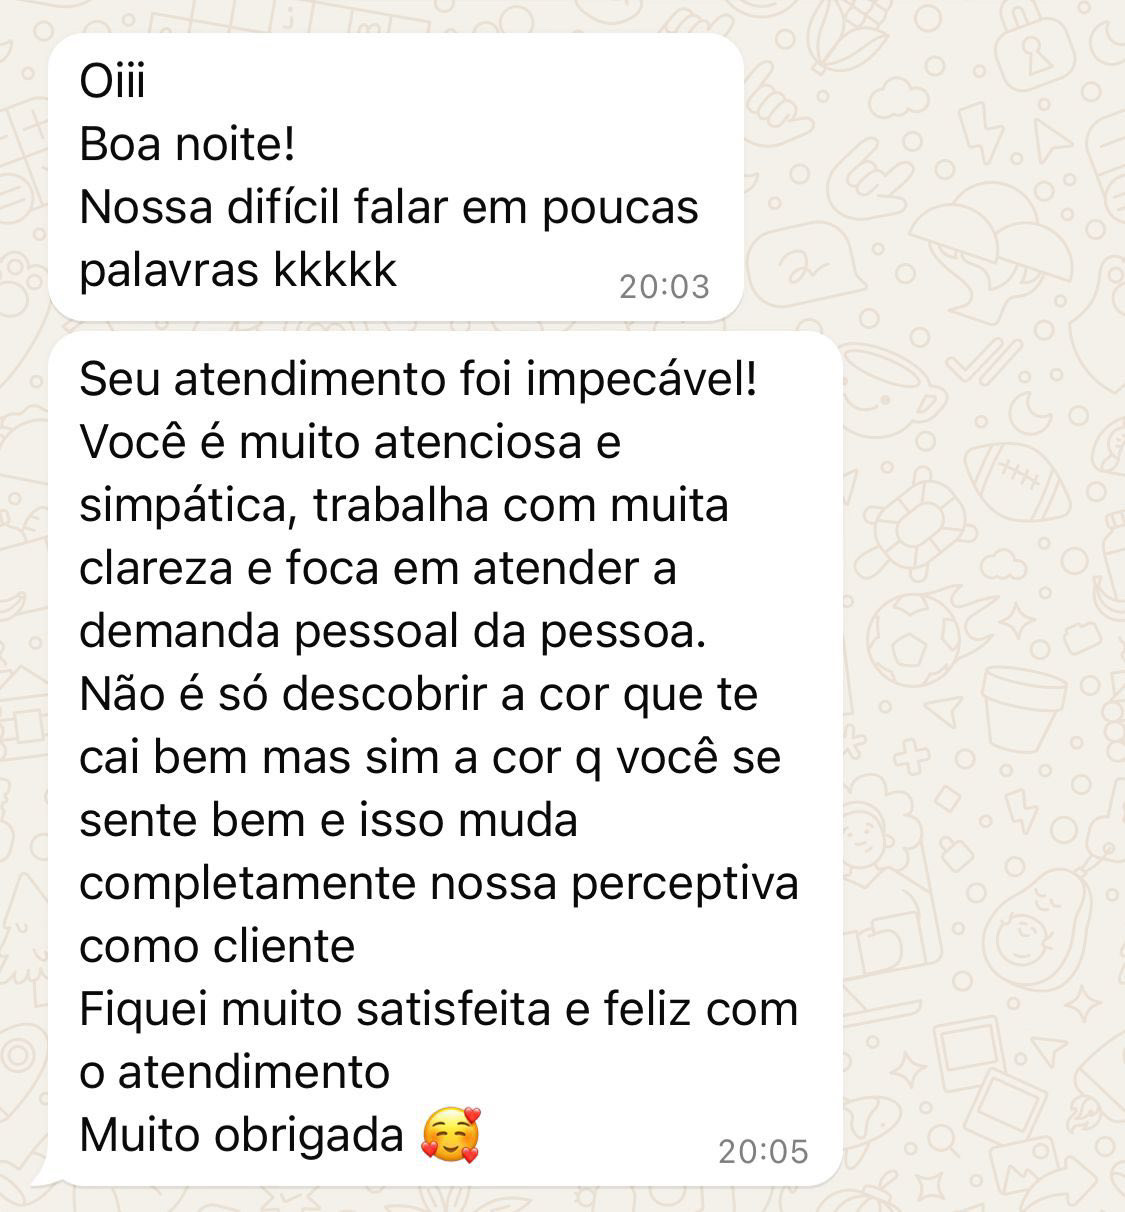 Oiii
Boa noite!
Nossa difícil falar em poucas
palavras kkkkk
20:03
Seu atendimento foi impecável!
Você é muito atenciosa e
simpática, trabalha com muita
clareza e foca em atender a
demanda pessoal da pessoa.
Não é só descobrir a cor que te
cai bem mas sim a cor q você se
sente bem e isso muda
completamente nossa perceptiva
como cliente
Fiquei muito satisfeita e feliz com
o atendimento
Muito obrigada 🥰
20:05